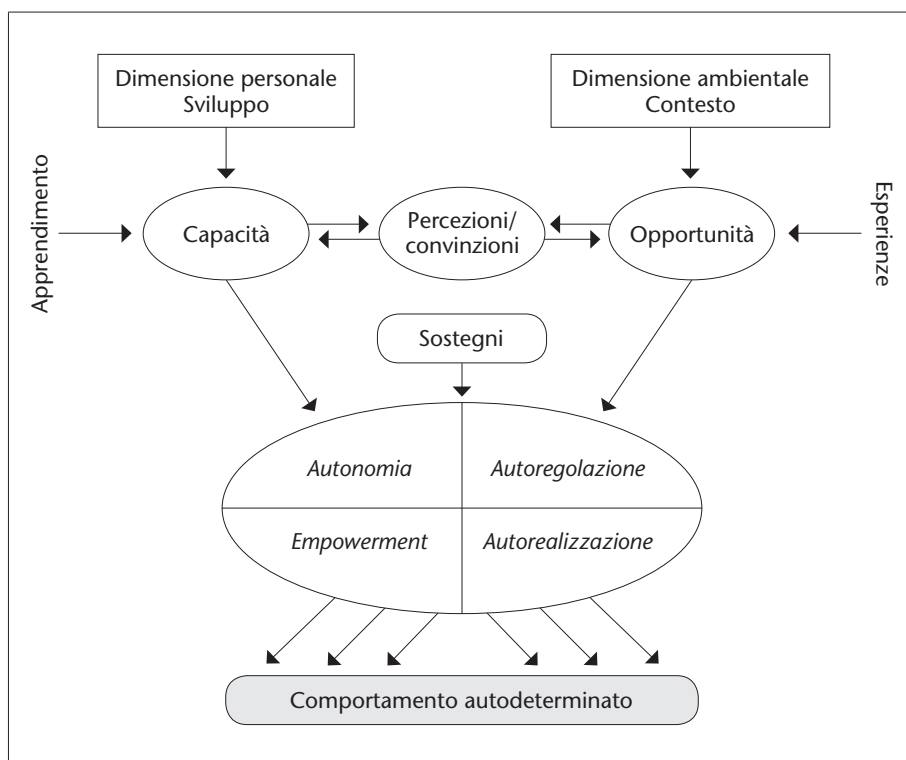 Dimensione personale
Sviluppo
Dimensione ambientale
Contesto
Apprendimento
Capacità
Percezioni/
convinzioni
Opportunità
Esperienze
Sostegni
Autonomia
Autoregolazione
Empowerment
Autorealizzazione
Comportamento autodeterminato